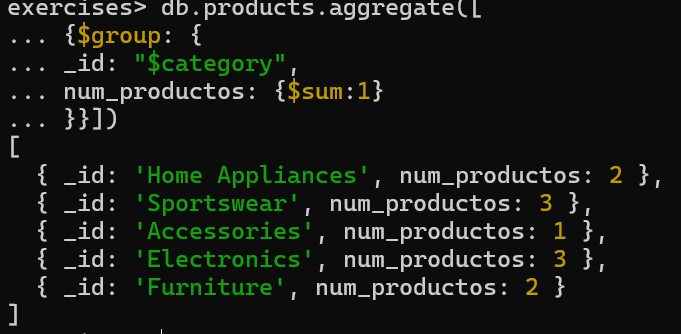 exercises> db.products.aggregate([
... {$group: {
... _id: "$category",
... num_productos: {$sum:1}
... }}])
[
  { _id: 'Home Appliances', num_productos: 2 },
  { _id: 'Sportswear', num_productos: 3 },
  { _id: 'Accessories', num_productos: 1 },
  { _id: 'Electronics', num_productos: 3 },
  { _id: 'Furniture', num_productos: 2 }
]